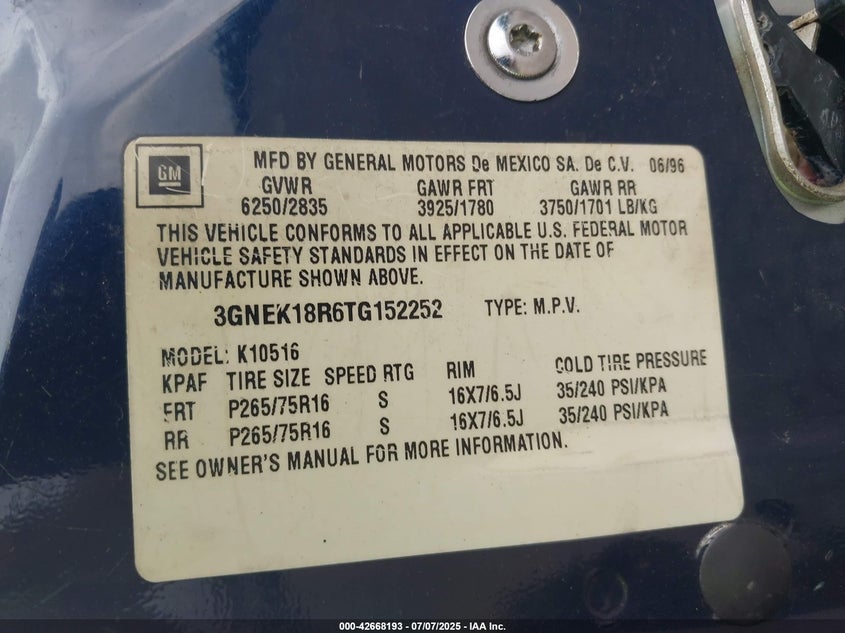 GM
MFD BY GENERAL MOTORS De MEXICO SA. De C.V. 06/96
GVWR GAWR FRT GAWR RR
6250/2835 3925/1780 3750/1701 LB/KG
THIS VEHICLE CONFORMS TO ALL APPLICABLE U.S. FEDERAL MOTOR
VEHICLE SAFETY STANDARDS IN EFFECT ON THE DATE OF
MANUFACTURE SHOWN ABOVE.
3GNEK18R6TG152252 TYPE: M.P.V.
MODEL: K10516
KPAF TIRE SIZE SPEED RTG RIM COLD TIRE PRESSURE
FRT P265/75R16 S 16X7/6.5J 35/240 PSI/KPA
RR P265/75R16 S 16X7/6.5J 35/240 PSI/KPA
SEE OWNER'S MANUAL FOR MORE INFORMATION.
000-42668193 - 07/07/2025 - IAA Inc.